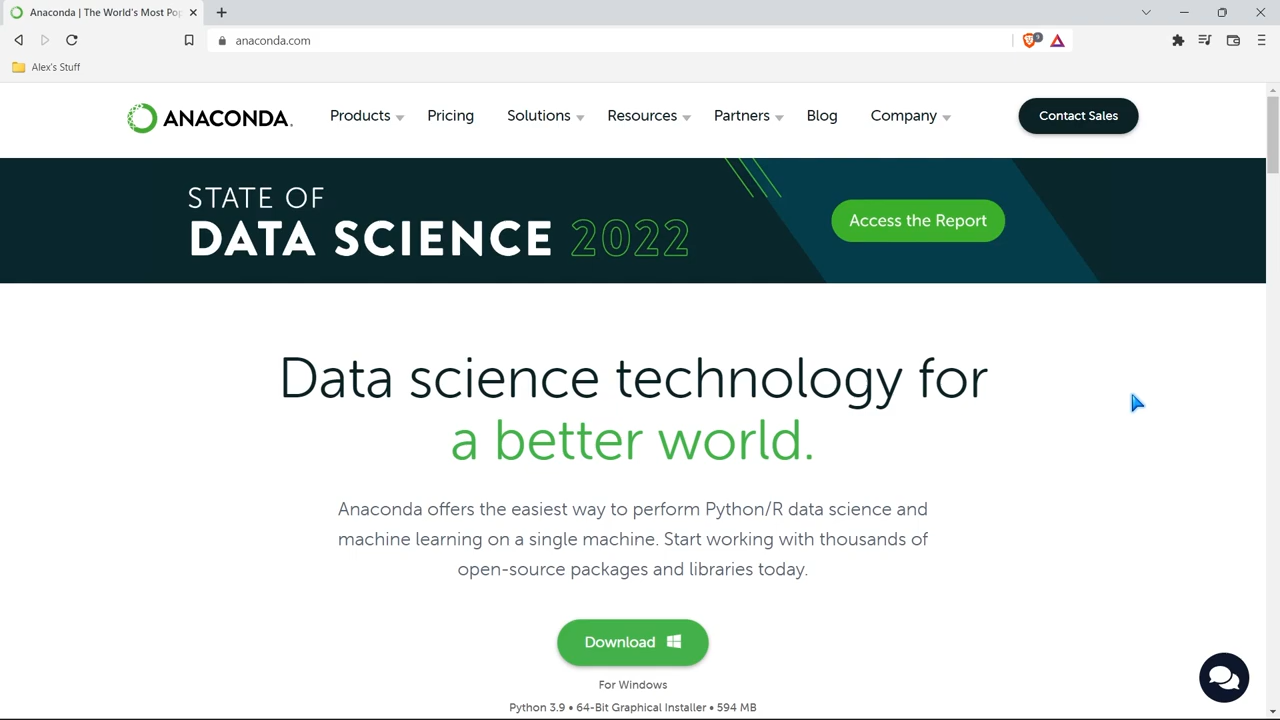 Anaconda | The World's Most Pop
anaconda.com
9
Alex's Stuff
ANACONDA.
Products
Pricing
Solutions
Resources
Partners
Blog
Company
Contact Sales
STATE OF
DATA SCIENCE 2022
Access the Report
Data science technology for
a better world.
Anaconda offers the easiest way to perform Python/R data science and
machine learning on a single machine. Start working with thousands of
open-source packages and libraries today.
Download
For Windows
Python 3.9 • 64-Bit Graphical Installer • 594 MB